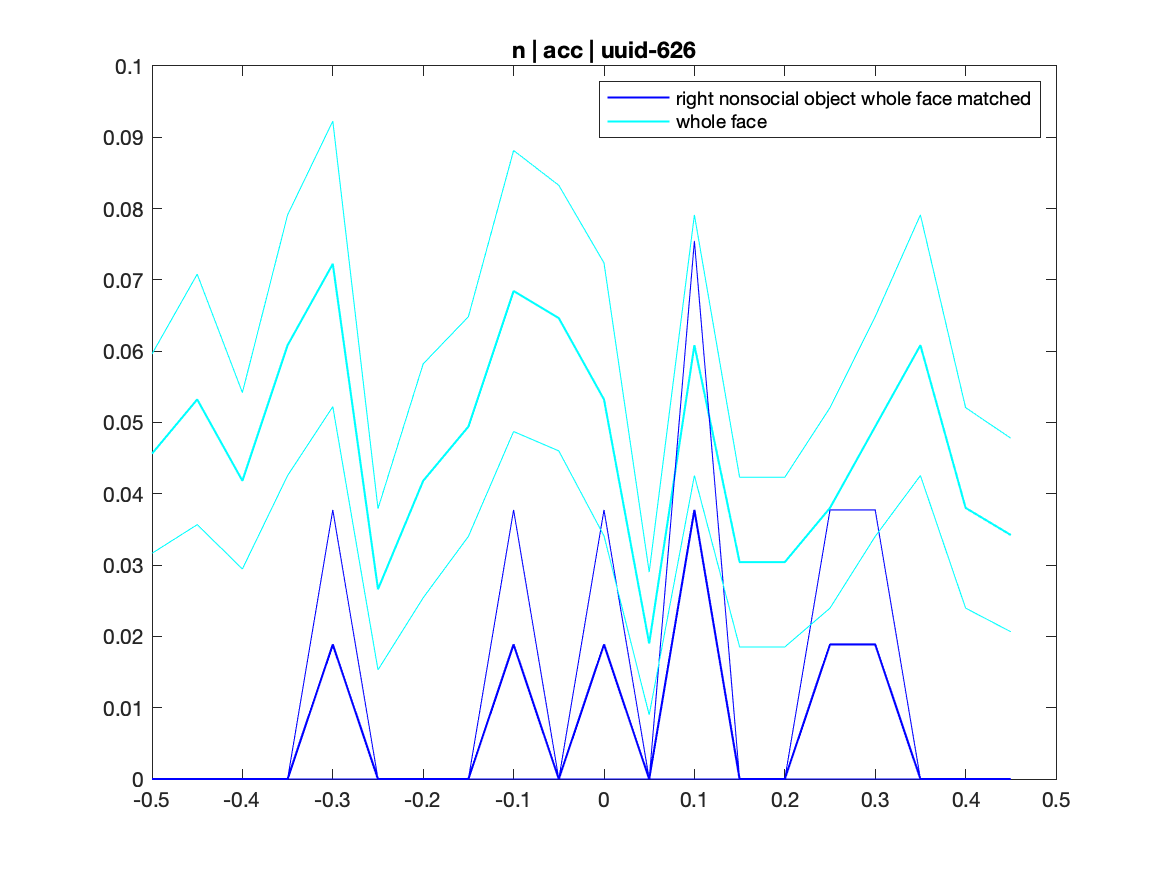 n | acc | uuid-626
right nonsocial object whole face matched
whole face
0.1
0.09
0.08
0.07
0.06
0.05
0.04
0.03
0.02
0.01
0
-0.5 -0.4 -0.3 -0.2 -0.1 0 0.1 0.2 0.3 0.4 0.5